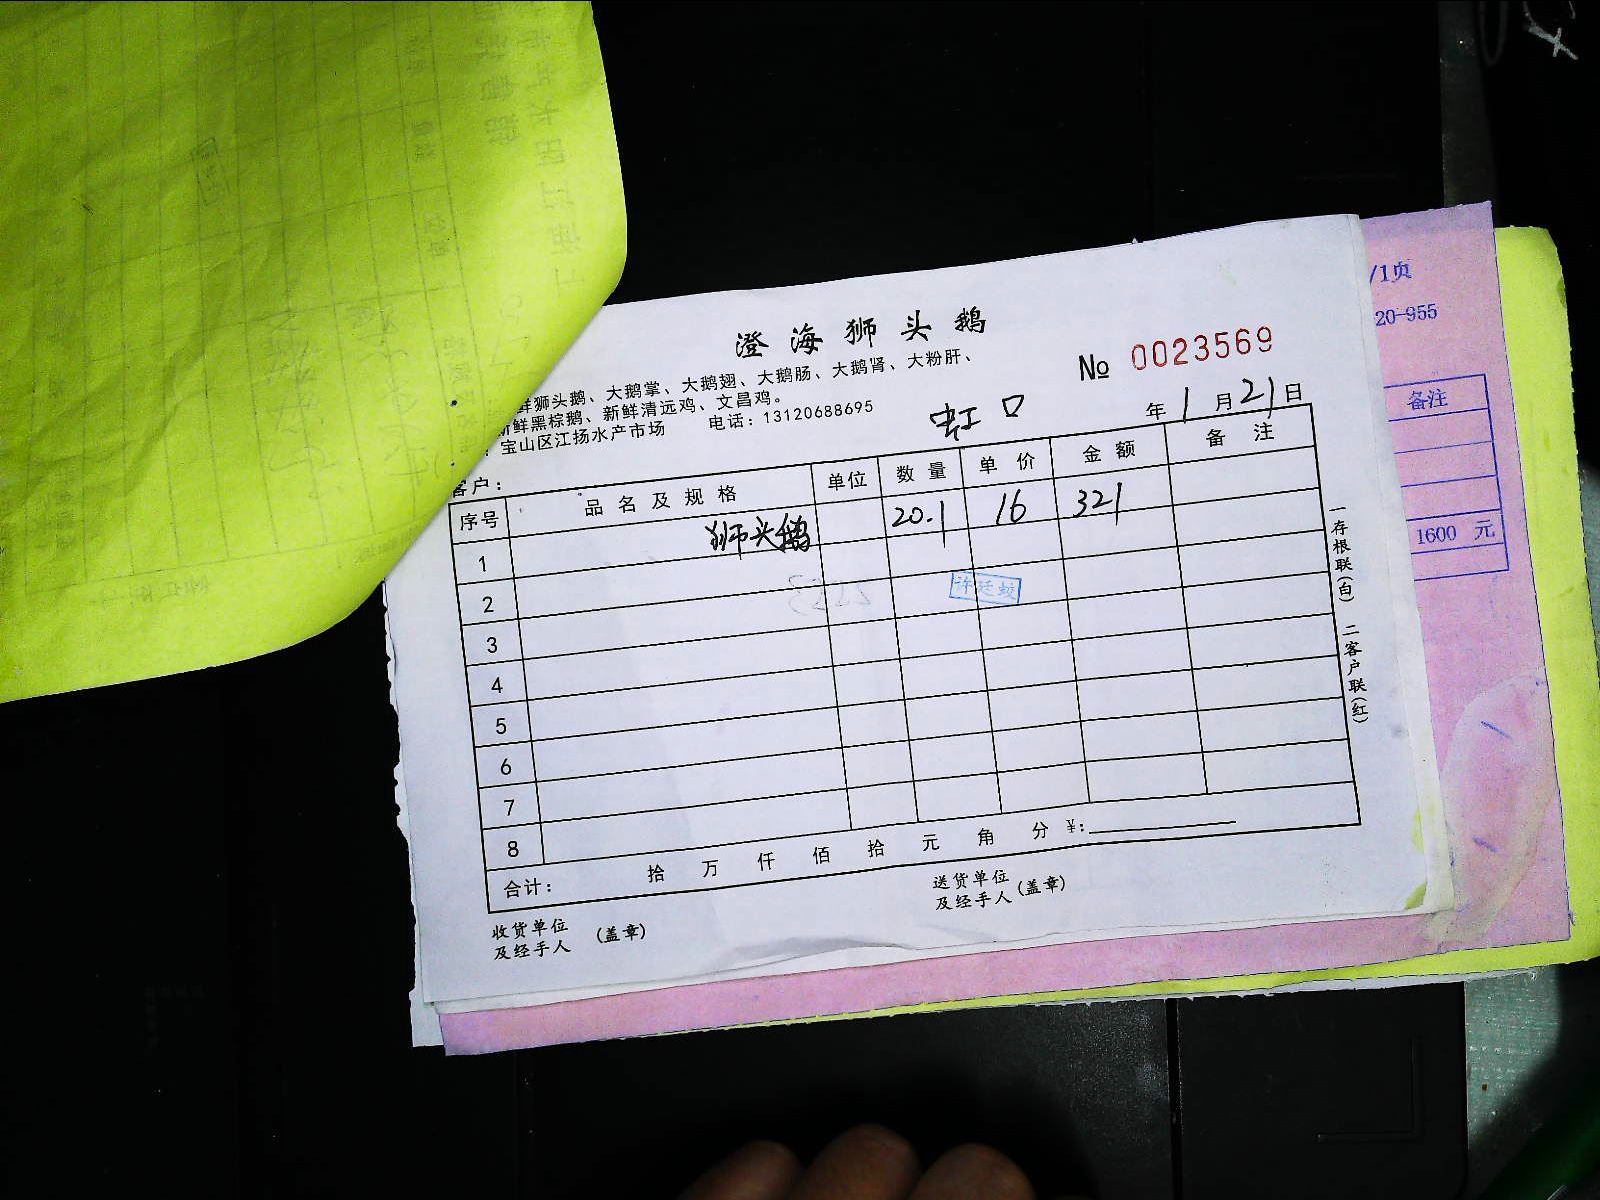 澄海狮头鹅
№ 0023569
鲜狮头鹅、大鹅掌、大鹅翅、大鹅肠、大鹅肾、大粉肝、
新鲜黑棕鹅、新鲜清远鸡、文昌鸡。
宝山区江扬水产市场 电话：13120688695
虹口
年 1 月 21 日
客户：
序号 品名及规格 单位 数量 单价 金额 备注
1 狮头鹅 20.1 16 321
2
许廷蛟
3
4
5
6
7
8
合计： 拾 万 仟 佰 拾 元 角 分 ¥：
收货单位
及经手人 (盖章)
送货单位
及经手人 (盖章)
一存根联(白) 二客户联(红)
/1页
20-955
备注
1600 元